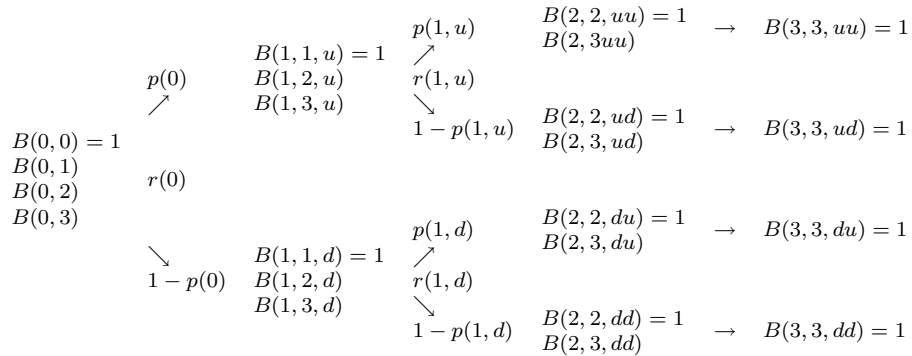 p(1, u)
B(2, 2, uu) = 1 → B(3, 3, uu) = 1
B(2, 3uu)
↗
B(1, 1, u) = 1
p(0)
B(1, 2, u)
r(1, u)
↗
B(1, 3, u)
↘
1 − p(1, u)
B(2, 2, ud) = 1 → B(3, 3, ud) = 1
B(2, 3, ud)
B(0, 0) = 1
B(0, 1)
r(0)
B(0, 2)
B(0, 3)
p(1, d)
B(2, 2, du) = 1 → B(3, 3, du) = 1
B(2, 3, du)
↘
↗
B(1, 1, d) = 1
1 − p(0)
B(1, 2, d)
r(1, d)
B(1, 3, d)
↘
1 − p(1, d)
B(2, 2, dd) = 1 → B(3, 3, dd) = 1
B(2, 3, dd)